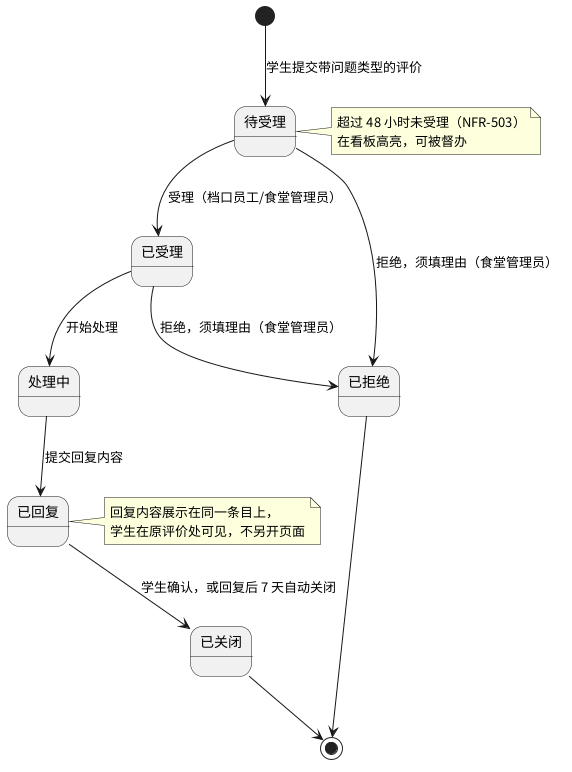 学生提交带问题类型的评价
待受理
超过 48 小时未受理（NFR-503）
在看板高亮，可被督办
受理（档口员工/食堂管理员）
已受理
拒绝，须填理由（食堂管理员）
开始处理
拒绝，须填理由（食堂管理员）
处理中
已拒绝
提交回复内容
已回复
回复内容展示在同一条目上，
学生在原评价处可见，不另开页面
学生确认，或回复后 7 天自动关闭
已关闭